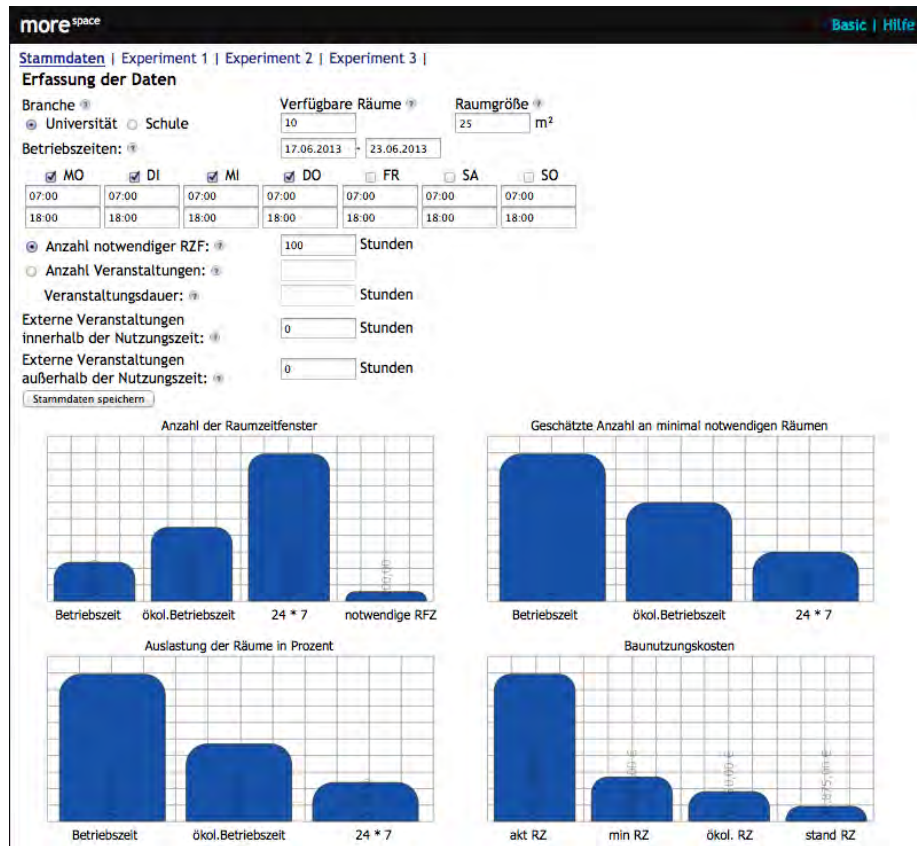 more space
Basic | Hilfe
Stammdaten | Experiment 1 | Experiment 2 | Experiment 3 |
Erfassung der Daten
Branche ? Verfügbare Räume ? Raumgröße ?
Universität Schule 10 25 m²
Betriebszeiten: ? 17.06.2013 - 23.06.2013
MO DI MI DO FR SA SO
07:00 07:00 07:00 07:00 07:00 07:00 07:00
18:00 18:00 18:00 18:00 18:00 18:00 18:00
Anzahl notwendiger RZF: ? 100 Stunden
Anzahl Veranstaltungen: ?
Veranstaltungsdauer: ? Stunden
Externe Veranstaltungen
innerhalb der Nutzungszeit: ? 0 Stunden
Externe Veranstaltungen
außerhalb der Nutzungszeit: ? 0 Stunden
Stammdaten speichern
Anzahl der Raumzeitfenster
Betriebszeit ökol.Betriebszeit 24 * 7 notwendige RFZ
Geschätzte Anzahl an minimal notwendigen Räumen
Betriebszeit ökol.Betriebszeit 24 * 7
Auslastung der Räume in Prozent
Betriebszeit ökol.Betriebszeit 24 * 7
Baunutzungskosten
akt RZ min RZ ökol. RZ stand RZ